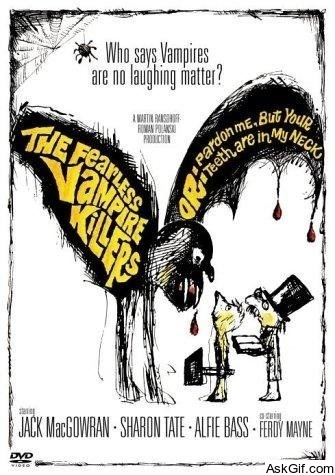 Who says Vampires
are no laughing matter?
A MARTIN RANSOHOFF
ROMAN POLANSKI
PRODUCTION
THE FEARLESS
VAMPIRE
KILLERS
OR: Pardon me, But Your
Teeth are in My Neck
starring
JACK MacGOWRAN · SHARON TATE · ALFIE BASS ·
co-starring
FERDY MAYNE
DVD
VIDEO
AskGif.com